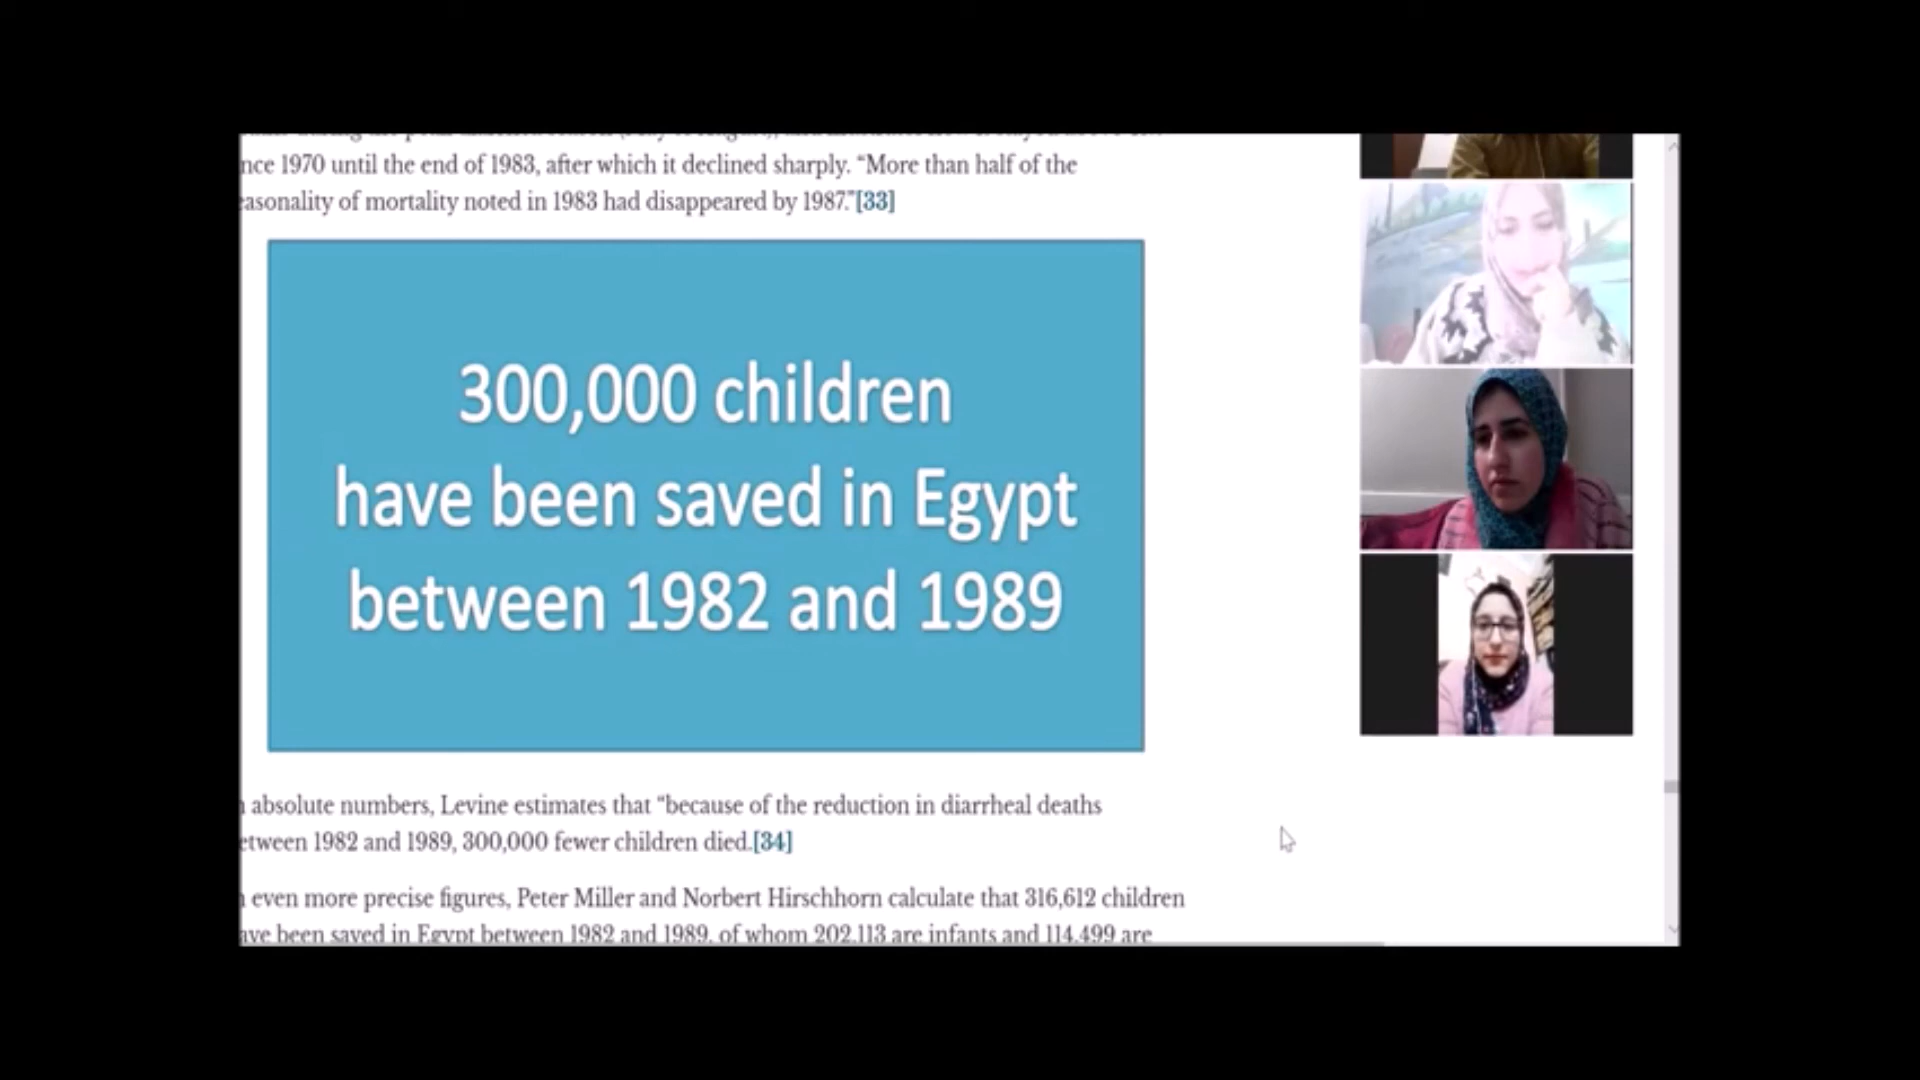 nce 1970 until the end of 1983, after which it declined sharply. “More than half of the
easonality of mortality noted in 1983 had disappeared by 1987.”[33]
300,000 children
have been saved in Egypt
between 1982 and 1989
n absolute numbers, Levine estimates that “because of the reduction in diarrheal deaths
etween 1982 and 1989, 300,000 fewer children died.[34]
n even more precise figures, Peter Miller and Norbert Hirschhorn calculate that 316,612 children
ave been saved in Egypt between 1982 and 1989, of whom 202,113 are infants and 114,499 are